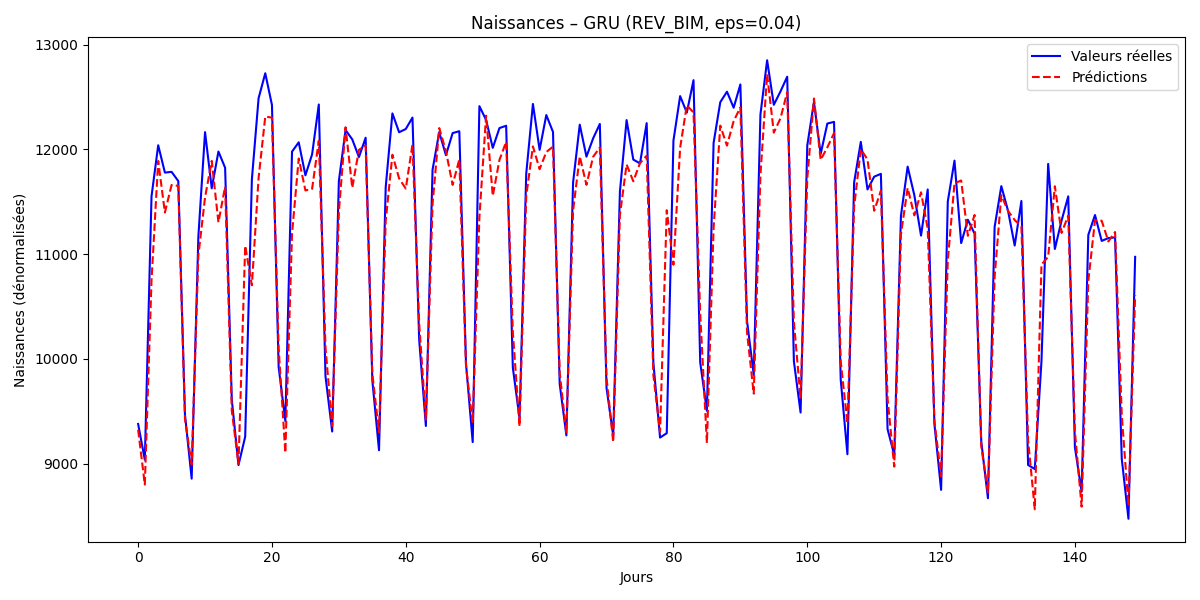 Naissances – GRU (REV_BIM, eps=0.04)
Valeurs réelles
Prédictions
Naissances (dénormalisées)
13000
12000
11000
10000
9000
0 20 40 60 80 100 120 140
Jours